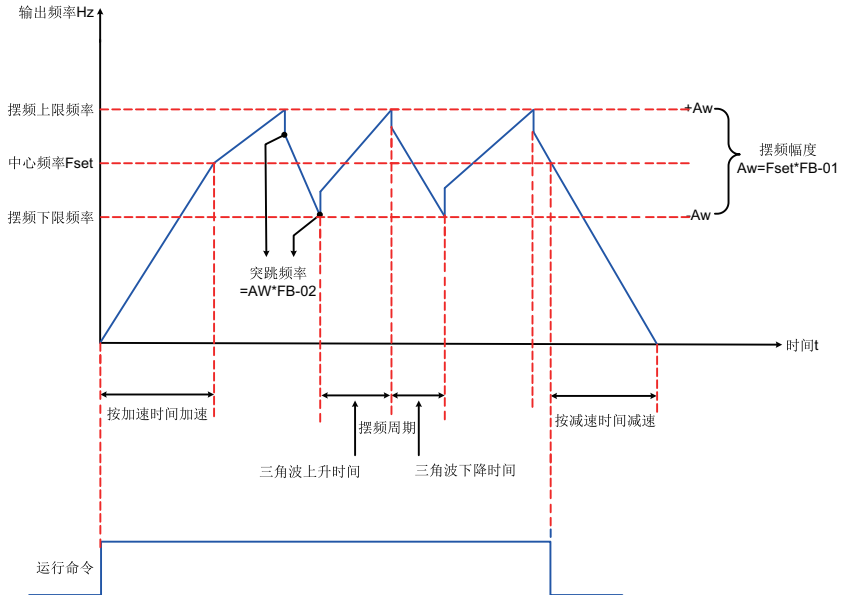 输出频率Hz
摆频上限频率
+Aw
中心频率Fset
摆频幅度
Aw=Fset*FB-01
摆频下限频率
-Aw
突跳频率
=AW*FB-02
时间t
按加速时间加速
摆频周期
按减速时间减速
三角波上升时间
三角波下降时间
运行命令